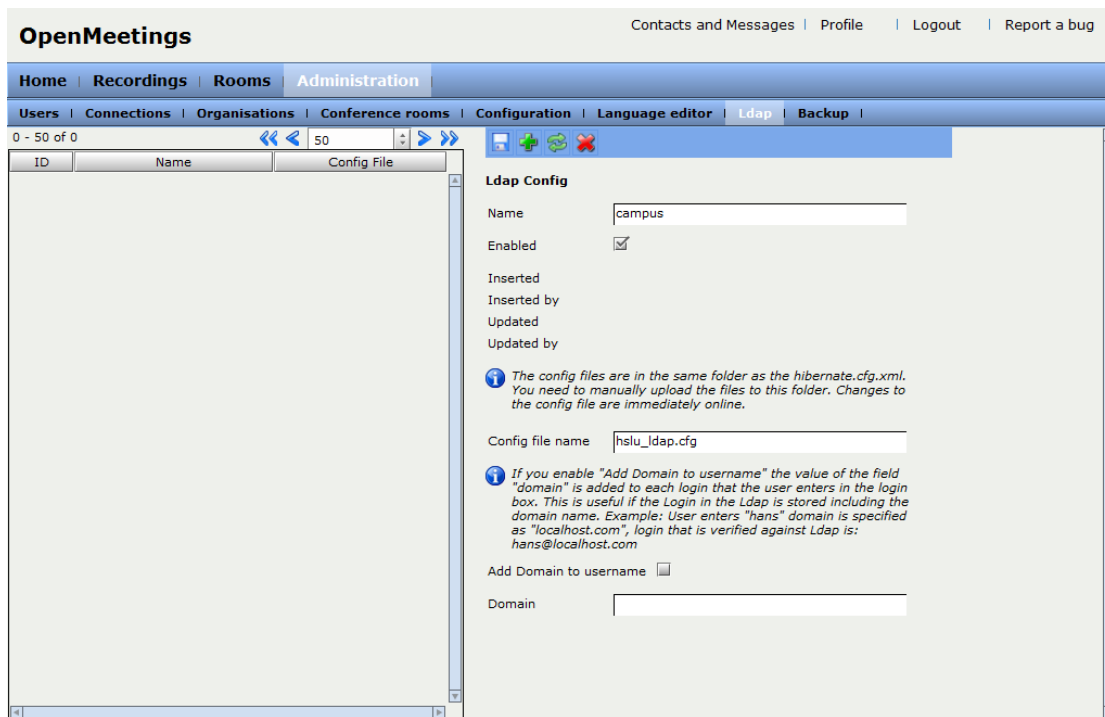 OpenMeetings
Contacts and Messages | Profile | Logout | Report a bug
Home | Recordings | Rooms | Administration |
Users | Connections | Organisations | Conference rooms | Configuration | Language editor | Ldap | Backup |
0 - 50 of 0
50
ID Name Config File
Ldap Config
Name campus
Enabled
Inserted
Inserted by
Updated
Updated by
The config files are in the same folder as the hibernate.cfg.xml.
You need to manually upload the files to this folder. Changes to
the config file are immediately online.
Config file name hslu_ldap.cfg
If you enable "Add Domain to username" the value of the field
"domain" is added to each login that the user enters in the login
box. This is useful if the Login in the Ldap is stored including the
domain name. Example: User enters "hans" domain is specified
as "localhost.com", login that is verified against Ldap is:
hans@localhost.com
Add Domain to username
Domain